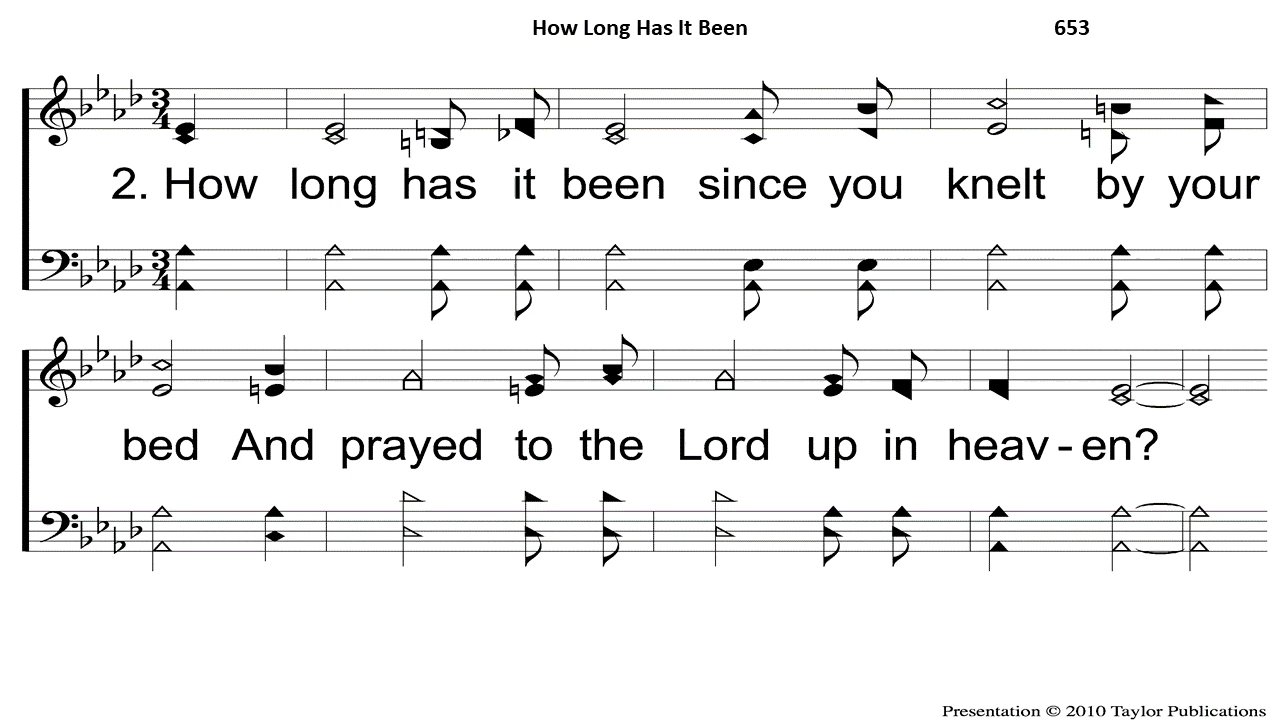 How Long Has It Been 653
2. How long has it been since you knelt by your
bed And prayed to the Lord up in heav-en?
Presentation © 2010 Taylor Publications